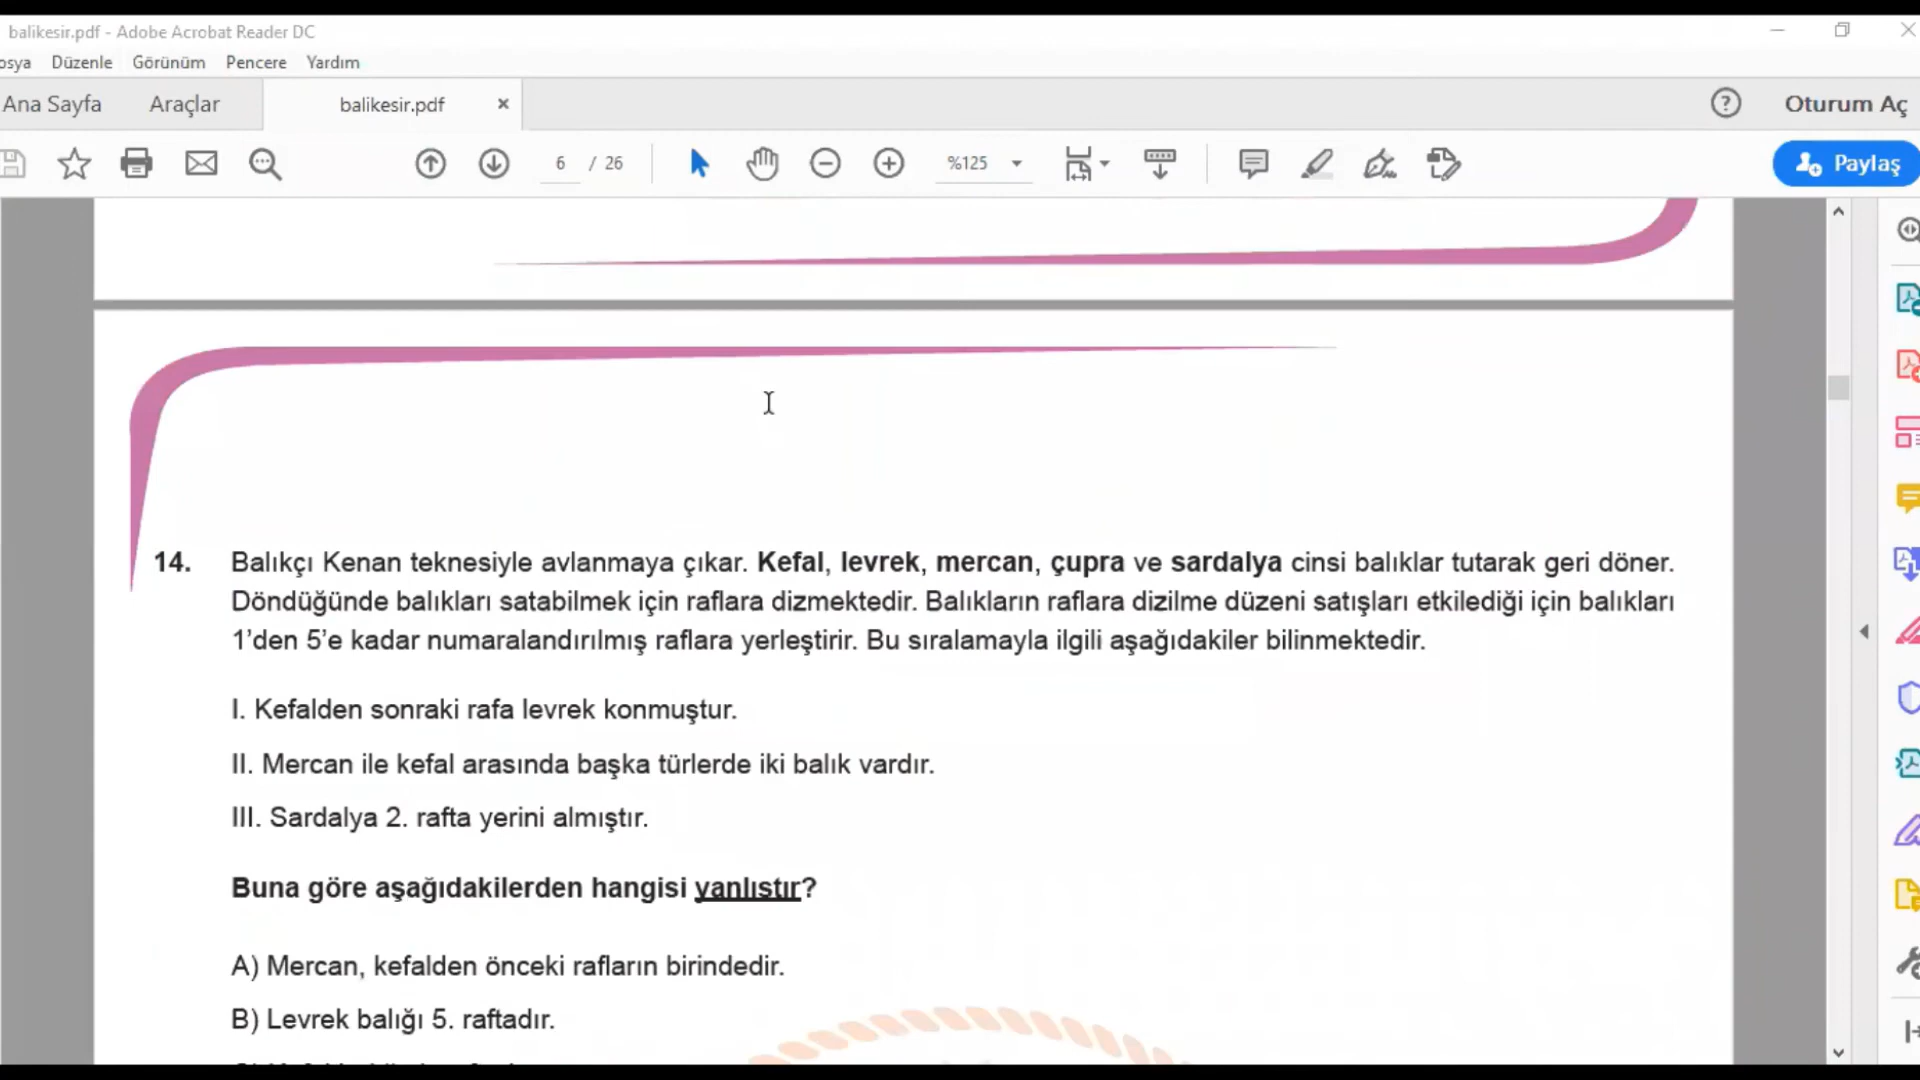 balikesir.pdf - Adobe Acrobat Reader DC
osya Düzenle Görünüm Pencere Yardım
Ana Sayfa Araçlar balikesir.pdf Oturum Aç
6 / 26 %125 Paylaş
14. Balıkçı Kenan teknesiyle avlanmaya çıkar. Kefal, levrek, mercan, çupra ve sardalya cinsi balıklar tutarak geri döner.
Döndüğünde balıkları satabilmek için raflara dizmektedir. Balıkların raflara dizilme düzeni satışları etkilediği için balıkları
1’den 5’e kadar numaralandırılmış raflara yerleştirir. Bu sıralamayla ilgili aşağıdakiler bilinmektedir.
I. Kefalden sonraki rafa levrek konmuştur.
II. Mercan ile kefal arasında başka türlerde iki balık vardır.
III. Sardalya 2. rafta yerini almıştır.
Buna göre aşağıdakilerden hangisi yanlıştır?
A) Mercan, kefalden önceki rafların birindedir.
B) Levrek balığı 5. raftadır.